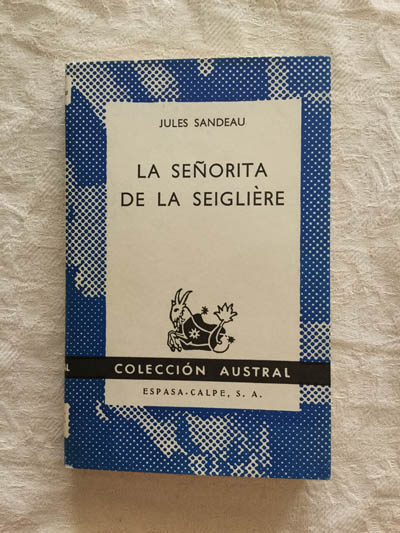 JULES SANDEAU
LA SEÑORITA
DE LA SEIGLIÈRE
COLECCIÓN AUSTRAL
ESPASA-CALPE, S. A.